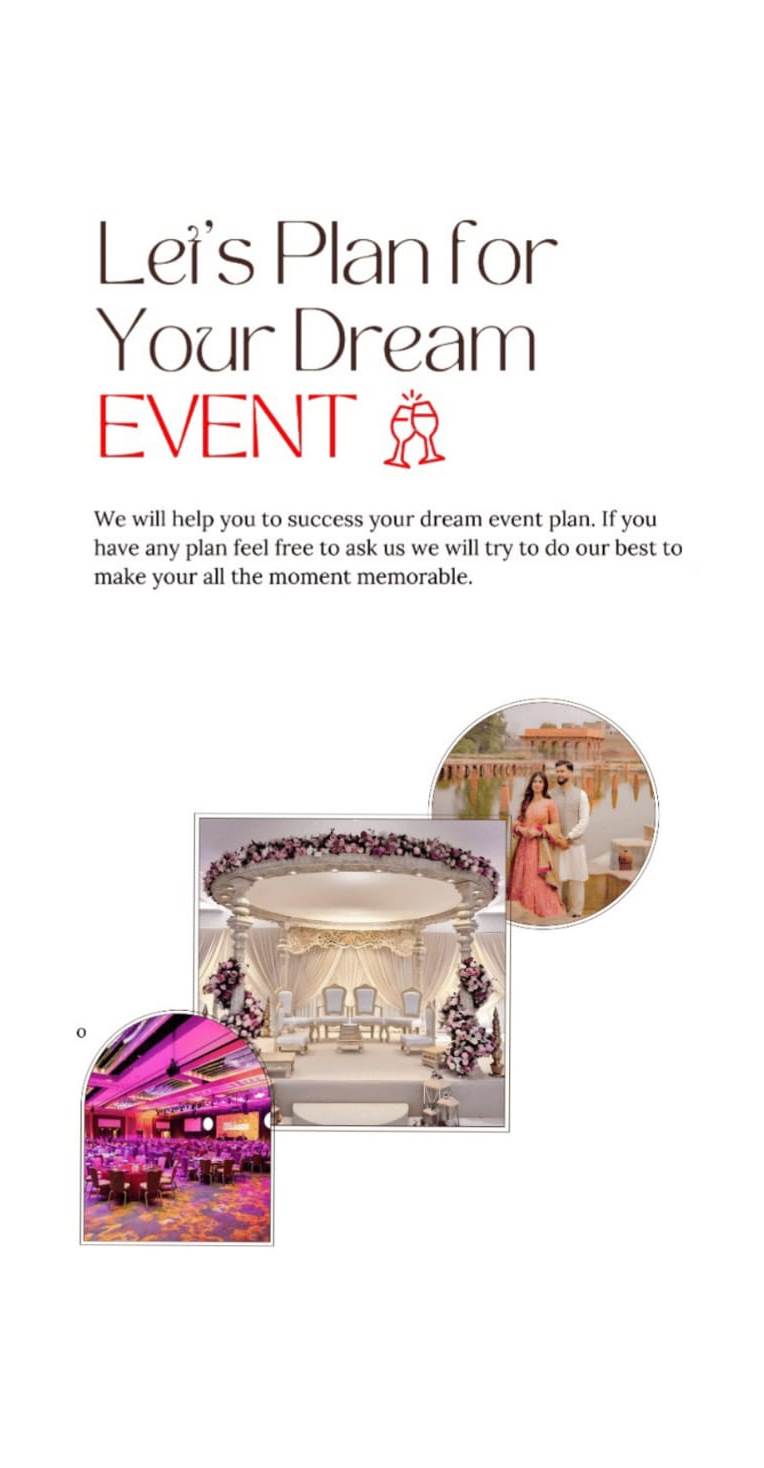 Let's Plan for
Your Dream
EVENT
We will help you to success your dream event plan. If you
have any plan feel free to ask us we will try to do our best to
make your all the moment memorable.
o